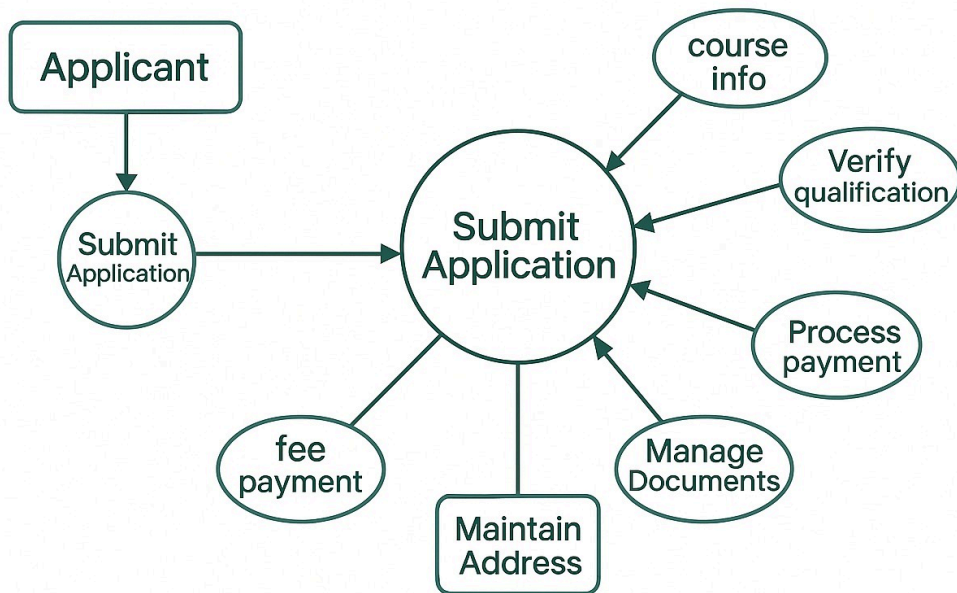 Applicant
course
info
Verify
qualification
Submit
Application
Submit
Application
Process
payment
fee
payment
Manage
Documents
Maintain
Address